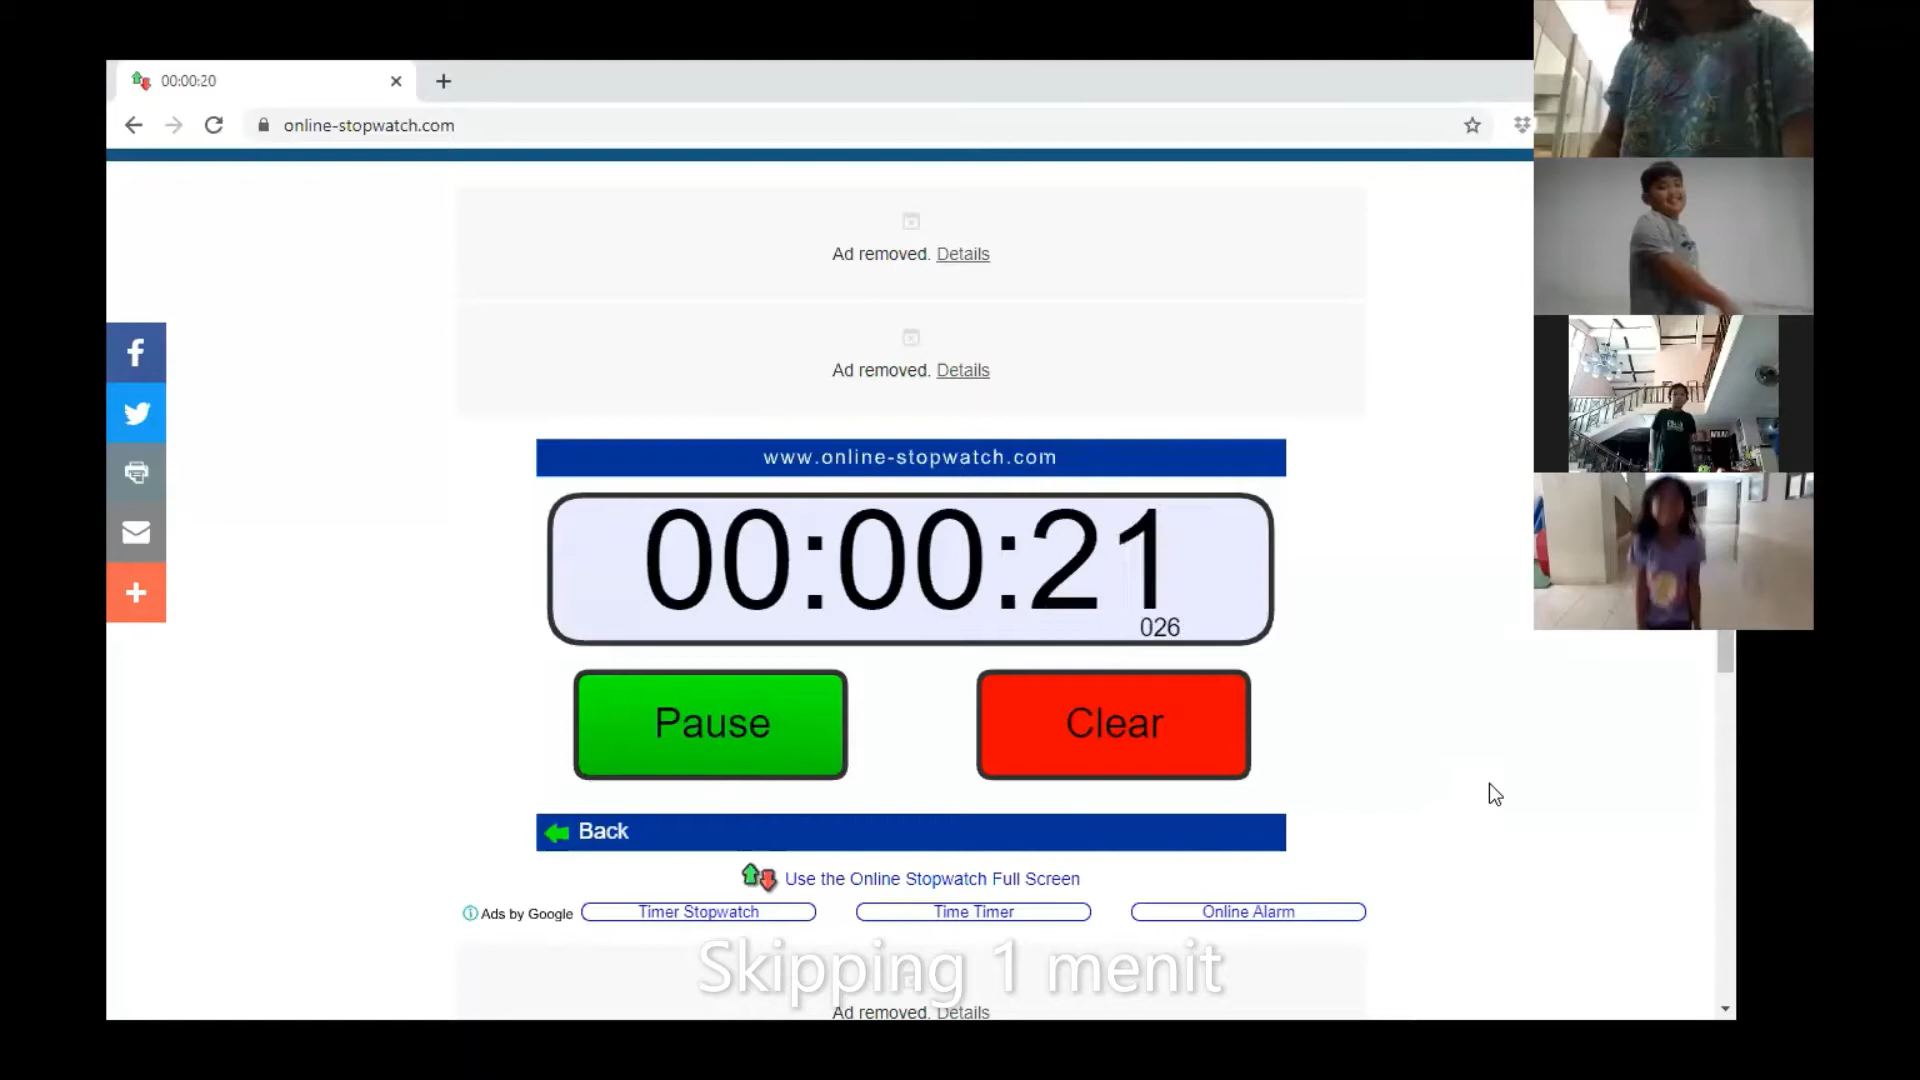 00:00:20
online-stopwatch.com
Ad removed. Details
Ad removed. Details
www.online-stopwatch.com
00:00:21
026
Pause
Clear
Back
Use the Online Stopwatch Full Screen
Ads by Google
Timer Stopwatch
Time Timer
Online Alarm
Skipping 1 menit
Ad removed. Details